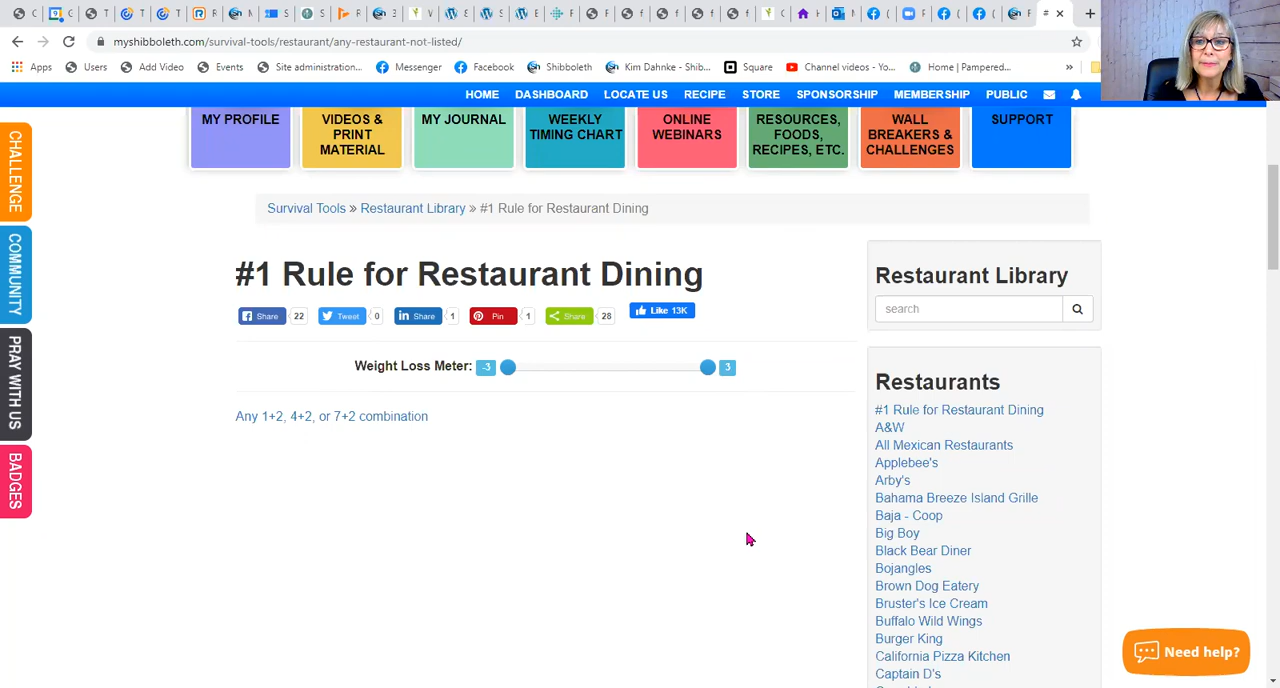 myshibboleth.com/survival-tools/restaurant/any-restaurant-not-listed/
Apps Users Add Video Events Site administration... Messenger Faceb Shibboleth Kim Dahnke - Shib... Square Channel videos - Yo... Home | Pampered... »
HOME DASHBOARD LOCATE US RECIPE STORE SPONSORSHIP MEMBERSHIP PUBLIC
MY PROFILE
VIDEOS &
PRINT
MATERIAL
MY JOURNAL
WEEKLY
TIMING CHART
ONLINE
WEBINARS
RESOURCES,
FOODS,
RECIPES, ETC.
WALL
BREAKERS &
CHALLENGES
SUPPORT
CHALLENGE
COMMUNITY
PRAY WITH US
BADGES
Survival Tools » Restaurant Library » #1 Rule for Restaurant Dining
#1 Rule for Restaurant Dining
Share 22 Tweet 0 Share 1 Pin 1 Share 28 Like 13K
Weight Loss Meter: -3 3
Any 1+2, 4+2, or 7+2 combination
Restaurant Library
search
Restaurants
#1 Rule for Restaurant Dining
A&W
All Mexican Restaurants
Applebee's
Arby's
Bahama Breeze Island Grille
Baja - Coop
Big Boy
Black Bear Diner
Bojangles
Brown Dog Eatery
Bruster's Ice Cream
Buffalo Wild Wings
Burger King
California Pizza Kitchen
Captain D's
Need help?